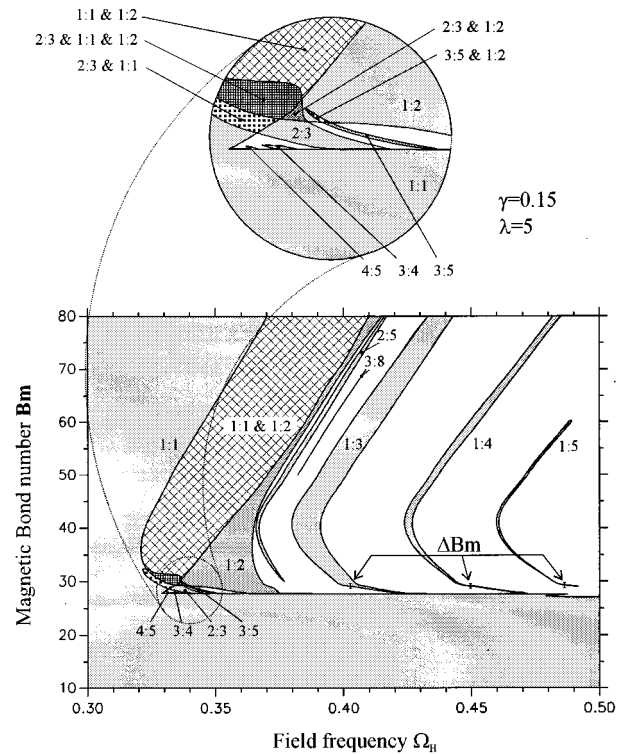 1:1 & 1:2
2:3 & 1:1 & 1:2
2:3 & 1:1
2:3 & 1:2
3:5 & 1:2
1:2
2:3
1:1
γ=0.15
λ=5
4:5 3:4 3:5
80
70
60
50
40
30
20
10
Magnetic Bond number Bm
2:5
3:8
1:1
1:1 & 1:2
1:3
1:4
1:5
ΔBm
1:2
4:5
3:4 2:3 3:5
0.30 0.35 0.40 0.45 0.50
Field frequency Ω_H